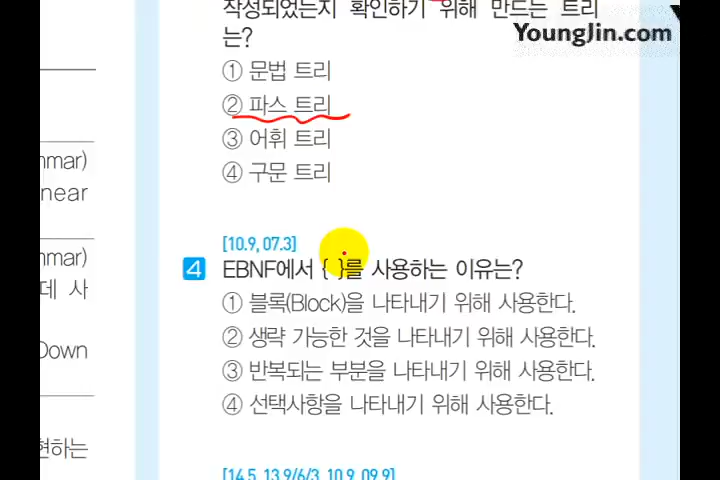 작성되었는지 확인하기 위해 만드는 트리
는?
YoungJin.com
① 문법 트리
② 파스 트리
③ 어휘 트리
④ 구문 트리
mmar)
near
mmar)
데 사
Down
현하는
[10.9, 07.3]
4 EBNF에서 { }를 사용하는 이유는?
① 블록(Block)을 나타내기 위해 사용한다.
② 생략 가능한 것을 나타내기 위해 사용한다.
③ 반복되는 부분을 나타내기 위해 사용한다.
④ 선택사항을 나타내기 위해 사용한다.
[14.5, 13.9/6/3, 10.9, 09.9]